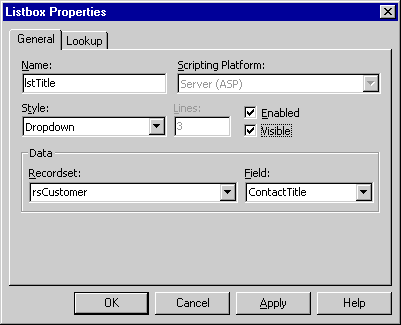 Listbox Properties
General Lookup
Name: Scripting Platform:
lstTitle Server (ASP)
Style: Lines: Enabled
Dropdown 3 Visible
Data
Recordset: Field:
rsCustomer ContactTitle
OK Cancel Apply Help